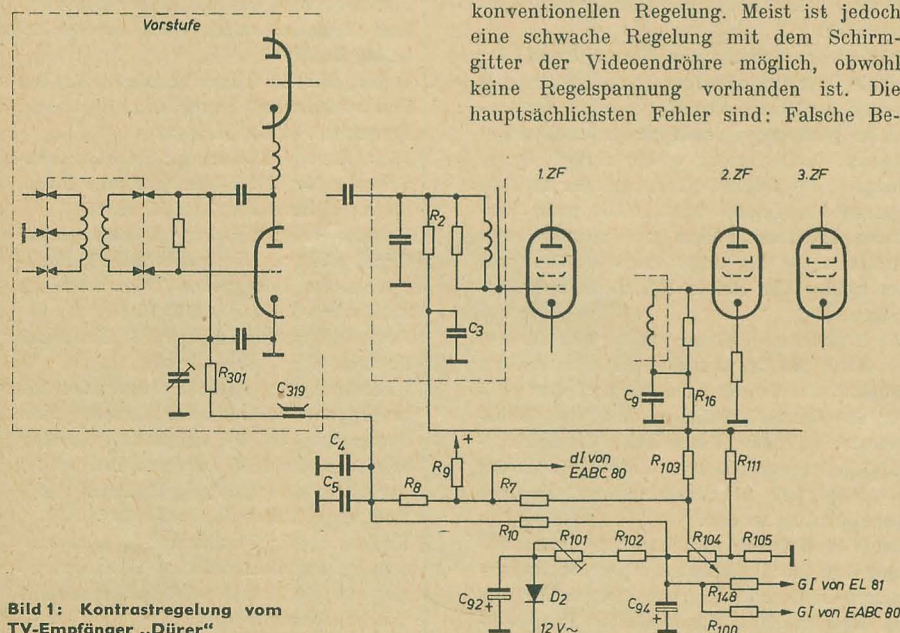 Vorstufe
konventionellen Regelung. Meist ist jedoch
eine schwache Regelung mit dem Schirm-
gitter der Videoendröhre möglich, obwohl
keine Regelspannung vorhanden ist. Die
hauptsächlichsten Fehler sind: Falsche Be-
1. ZF
2. ZF
3. ZF
R2
C3
R301
C319
C9
R16
C4
C5
R9
+
dI von
EABC 80
R103
R111
R8
R7
R10
R101
R102
R104
R105
C92
+
D2
12 V~
C94
+
R148
GI von EL 81
R100
GI von EABC 80
Bild 1: Kontrastregelung vom
TV-Empfänger „Dürer“